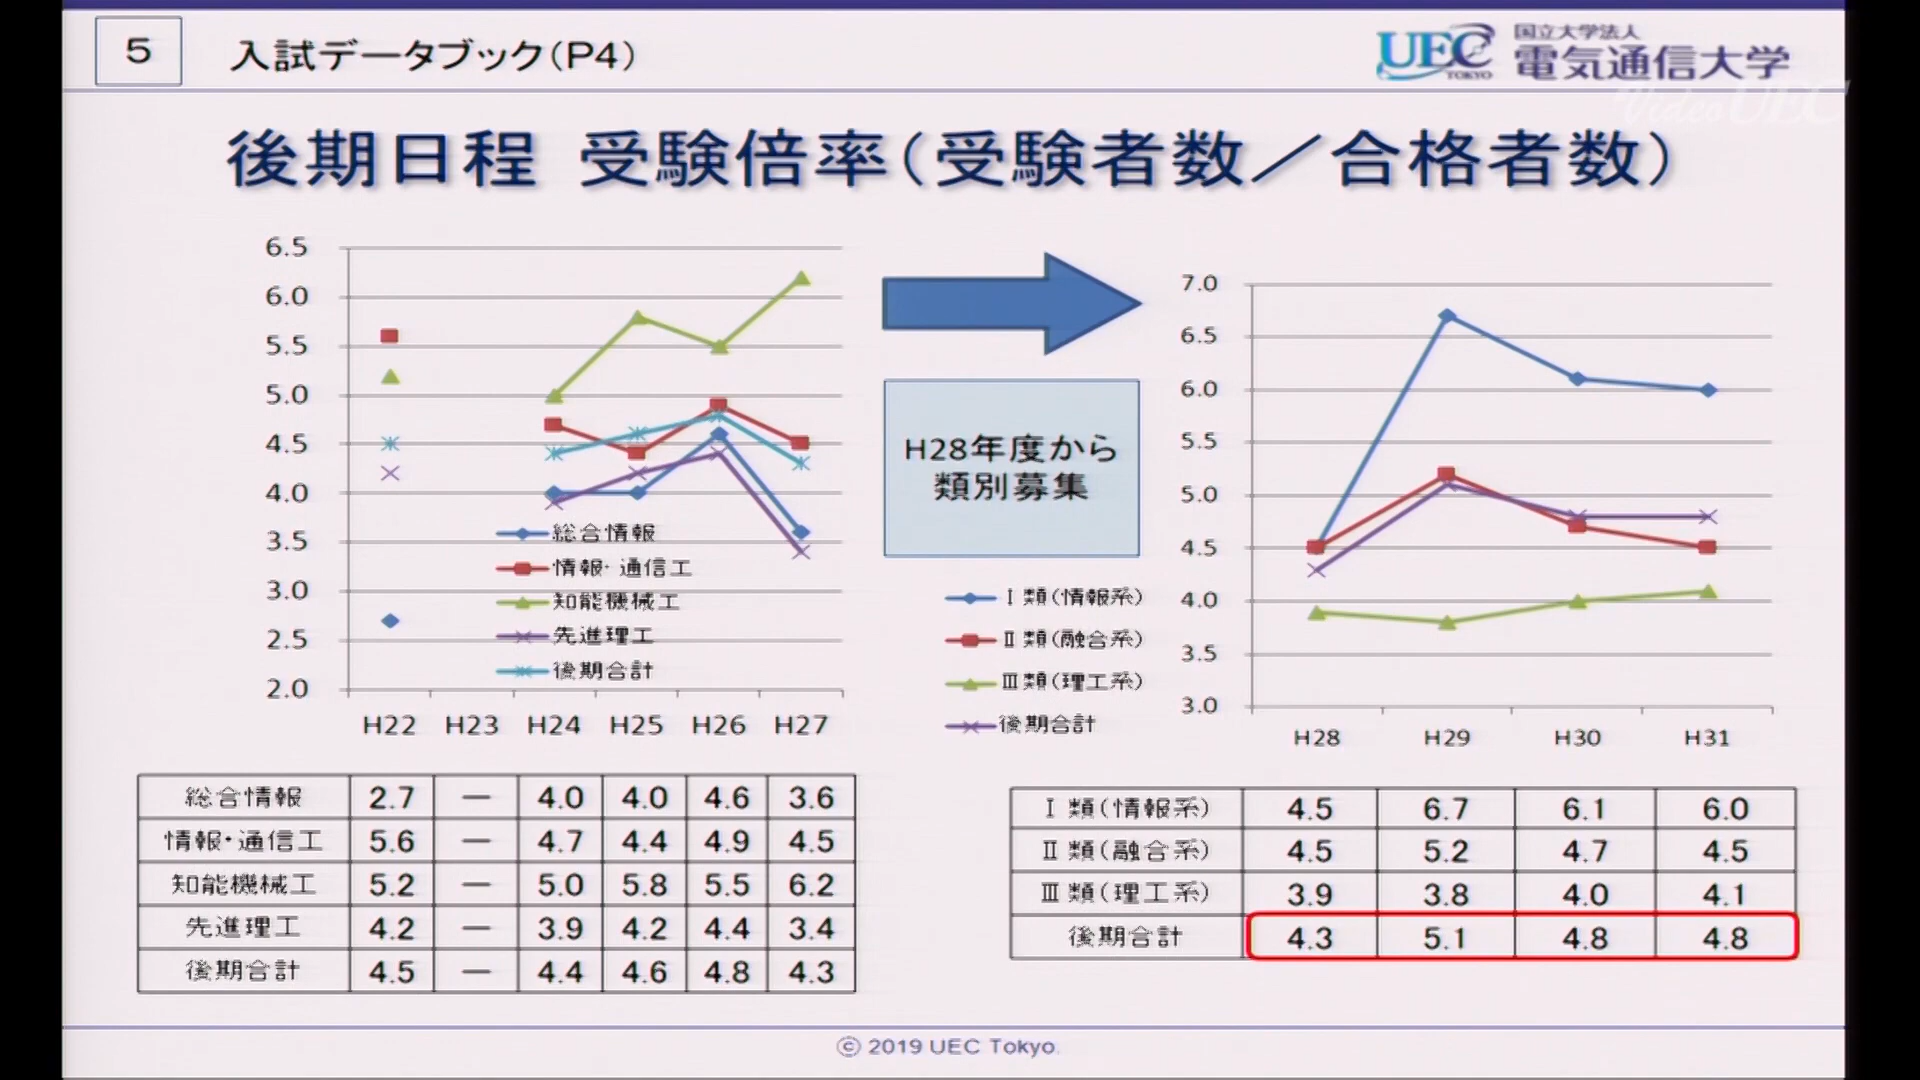 5
入試データブック(P4)
UEC
TOKYO
国立大学法人
電気通信大学
Video UEC
後期日程 受験倍率(受験者数／合格者数)
6.5
6.0
5.5
5.0
4.5
4.0
3.5
3.0
2.5
2.0
総合情報
情報・通信工
知能機械工
先進理工
後期合計
H22 H23 H24 H25 H26 H27
H28年度から
類別募集
7.0
6.5
6.0
5.5
5.0
4.5
4.0
3.5
3.0
Ⅰ類(情報系)
Ⅱ類(融合系)
Ⅲ類(理工系)
後期合計
H28 H29 H30 H31
総合情報 2.7 ― 4.0 4.0 4.6 3.6
情報・通信工 5.6 ― 4.7 4.4 4.9 4.5
知能機械工 5.2 ― 5.0 5.8 5.5 6.2
先進理工 4.2 ― 3.9 4.2 4.4 3.4
後期合計 4.5 ― 4.4 4.6 4.8 4.3
Ⅰ類(情報系) 4.5 6.7 6.1 6.0
Ⅱ類(融合系) 4.5 5.2 4.7 4.5
Ⅲ類(理工系) 3.9 3.8 4.0 4.1
後期合計 4.3 5.1 4.8 4.8
© 2019 UEC Tokyo.